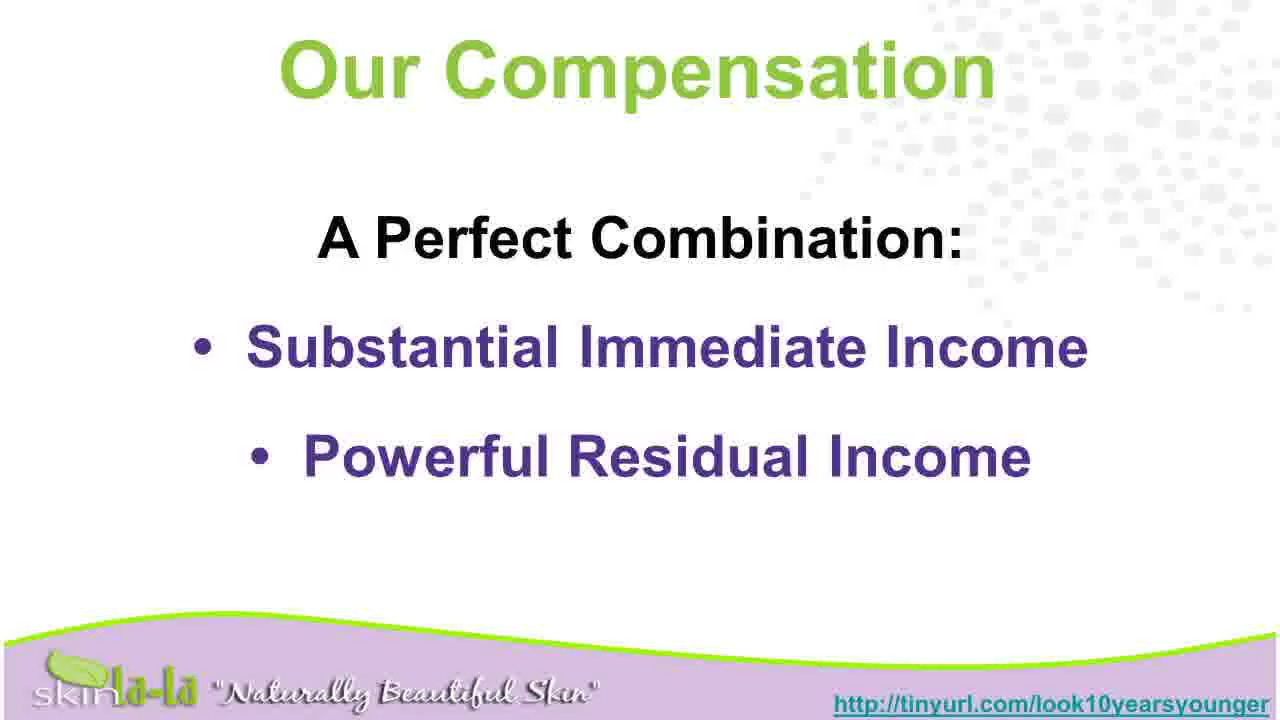 Our Compensation
A Perfect Combination:
• Substantial Immediate Income
• Powerful Residual Income
skin la-la "Naturally Beautiful Skin"
http://tinyurl.com/look10yearsyounger